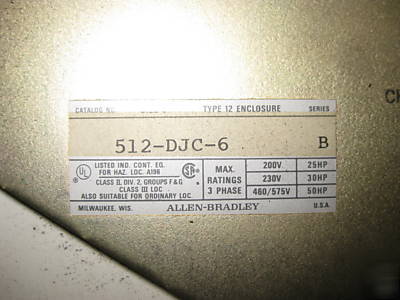 CATALOG NO. TYPE 12 ENCLOSURE SERIES
512-DJC-6 B
UL LISTED IND. CONT. EQ.
FOR HAZ. LOC. A196
CLASS II, DIV. 2, GROUPS F & G
CLASS III LOC
ALSO SUITABLE FOR ORDINARY LOC.
MAX. RATINGS 3 PHASE
200V. 25HP
230V 30HP
460/575V 50HP
MILWAUKEE, WIS. ALLEN-BRADLEY U.S.A.